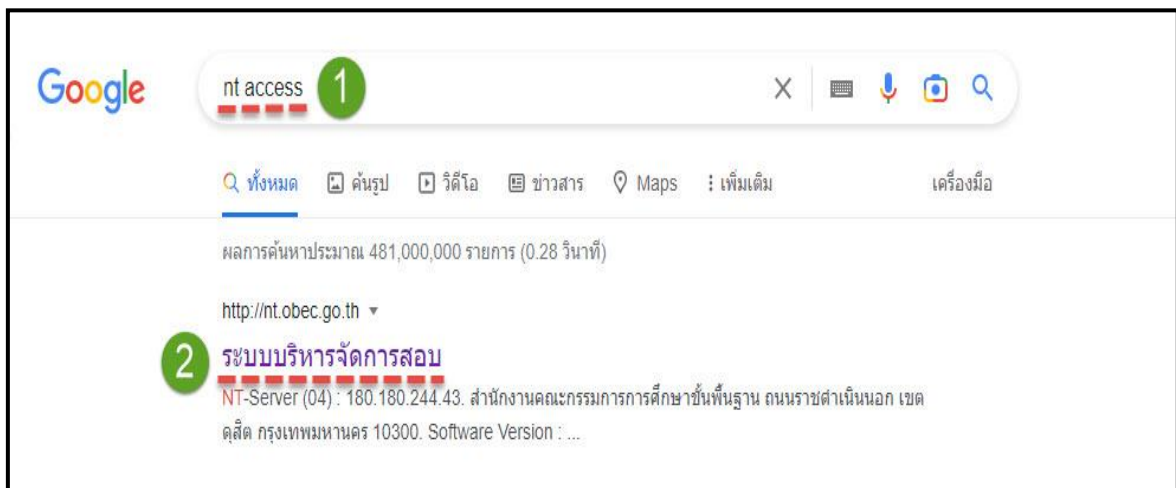 Google
nt access
1
ทั้งหมด ค้นรูป วิดีโอ ข่าวสาร Maps เพิ่มเติม เครื่องมือ
ผลการค้นหาประมาณ 481,000,000 รายการ (0.28 วินาที)
http://nt.obec.go.th
2
ระบบบริหารจัดการสอบ
NT-Server (04) : 180.180.244.43. สำนักงานคณะกรรมการการศึกษาขั้นพื้นฐาน ถนนราชดำเนินนอก เขต
ดุสิต กรุงเทพมหานคร 10300. Software Version : ...